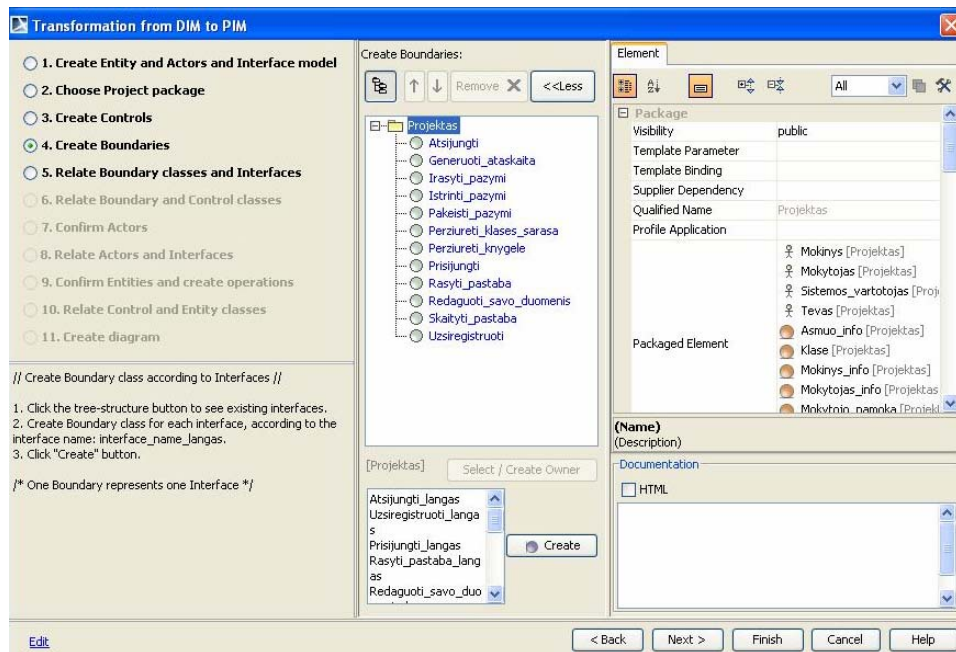 Transformation from DIM to PIM
1. Create Entity and Actors and Interface model
2. Choose Project package
3. Create Controls
4. Create Boundaries
5. Relate Boundary classes and Interfaces
6. Relate Boundary and Control classes
7. Confirm Actors
8. Relate Actors and Interfaces
9. Confirm Entities and create operations
10. Relate Control and Entity classes
11. Create diagram
// Create Boundary class according to Interfaces //
1. Click the tree-structure button to see existing interfaces.
2. Create Boundary class for each interface, according to the
interface name: interface_name_langas.
3. Click "Create" button.
/* One Boundary represents one Interface */
Edit
Create Boundaries:
Remove
<<Less
Projektas
Atsijungti
Generuoti_ataskaita
Irasyti_pazymi
Istrinti_pazymi
Pakeisti_pazymi
Perziureti_klases_sarasa
Perziureti_knygele
Prisijungti
Rasyti_pastaba
Redaguoti_savo_duomenis
Skaityti_pastaba
Uzsiregistruoti
[Projektas]
Select / Create Owner
Atsijungti_langas
Uzsiregistruoti_langa
s
Prisijungti_langas
Rasyti_pastaba_lang
as
Redaguoti_savo_duo
Create
Element
All
Package
Visibility public
Template Parameter
Template Binding
Supplier Dependency
Qualified Name Projektas
Profile Application
Packaged Element
Mokinys [Projektas]
Mokytojas [Projektas]
Sistemos_vartotojas [Proj
Tevas [Projektas]
Asmuo_info [Projektas]
Klase [Projektas]
Mokinys_info [Projektas]
Mokytojas_info [Projektas
Mokytojo_pamoka [Projekt
(Name)
(Description)
Documentation
HTML
< Back
Next >
Finish
Cancel
Help